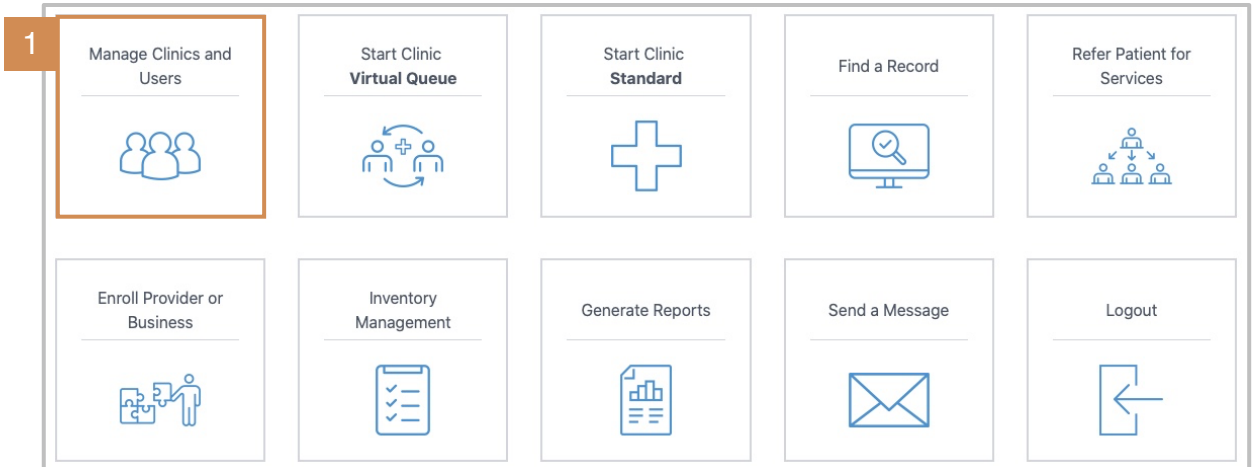 1
Manage Clinics and
Users
Start Clinic
Virtual Queue
Start Clinic
Standard
Find a Record
Refer Patient for
Services
Enroll Provider or
Business
Inventory
Management
Generate Reports
Send a Message
Logout